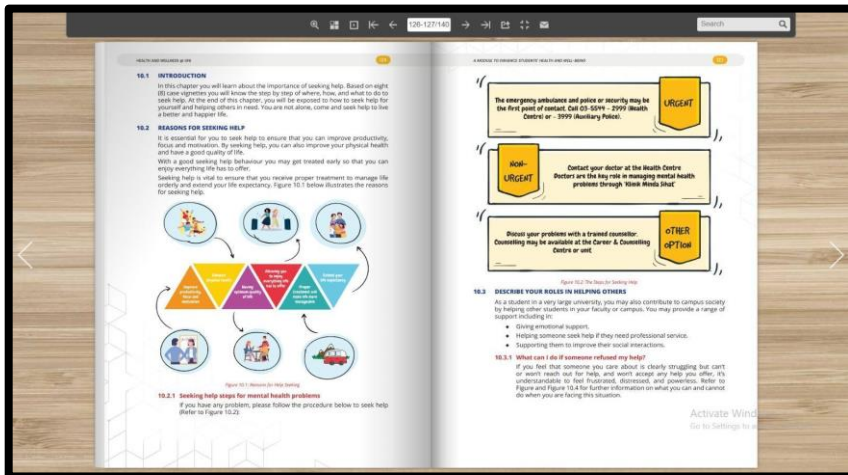 126-127/140
Search
HEALTH AND WELLNESS @ UPM
A MODULE TO ENHANCE STUDENTS' HEALTH AND WELL-BEING
10.1 INTRODUCTION
In this chapter you will learn about the importance of seeking help. Based on eight
(8) case vignettes you will know the step by step of where, how, and what to do to
seek help. At the end of this chapter, you will be exposed to how to seek help for
yourself and helping others in need. You are not alone, come and seek help to live
a better and happier life.
10.2 REASONS FOR SEEKING HELP
It is essential for you to seek help to ensure that you can improve productivity,
focus and motivation. By seeking help, you can also improve your physical health
and have a good quality of life.
With a good seeking help behaviour you may get treated early so that you can
enjoy everything life has to offer.
Seeking help is vital to ensure that you receive proper treatment to manage life
orderly and extend your life expectancy. Figure 10.1 below illustrates the reasons
for seeking help.
Having
optimum quality
of life
Allowing you
to enjoy
everything life
has to offer
Figure 10.1: Reasons for Help Seeking
10.2.1 Seeking help steps for mental health problems
If you have any problem, please follow the procedure below to seek help
(Refer to Figure 10.2):
The emergency ambulance and police or security may be
the first point of contact. Call 03-5544 - 2999 (Health
Centre) or - 3999 (Auxiliary Police).
URGENT
NON-
URGENT
Contact your doctor at the Health Centre
Doctors are the key role in managing mental health
problems through 'Klinik Minda Sihat'
Discuss your problems with a trained counsellor.
Counselling may be available at the Career & Counselling
Centre or unit
OTHER
OPTION
Figure 10.2: The Steps for Seeking Help
10.3 DESCRIBE YOUR ROLES IN HELPING OTHERS
As a student in a very large university, you may also contribute to campus society
by helping other students in your faculty or campus. You may provide a range of
support including in:
• Giving emotional support.
• Helping someone seek help if they need professional service.
• Supporting them to improve their social interactions.
10.3.1 What can I do if someone refused my help?
If you feel that someone you care about is clearly struggling but can't
or won't reach out for help, and won't accept any help you offer, it's
understandable to feel frustrated, distressed, and powerless. Refer to
Figure and Figure 10.4 for further information on what you can and cannot
do when you are facing this situation.
Activate Wind
Go to Settings to a